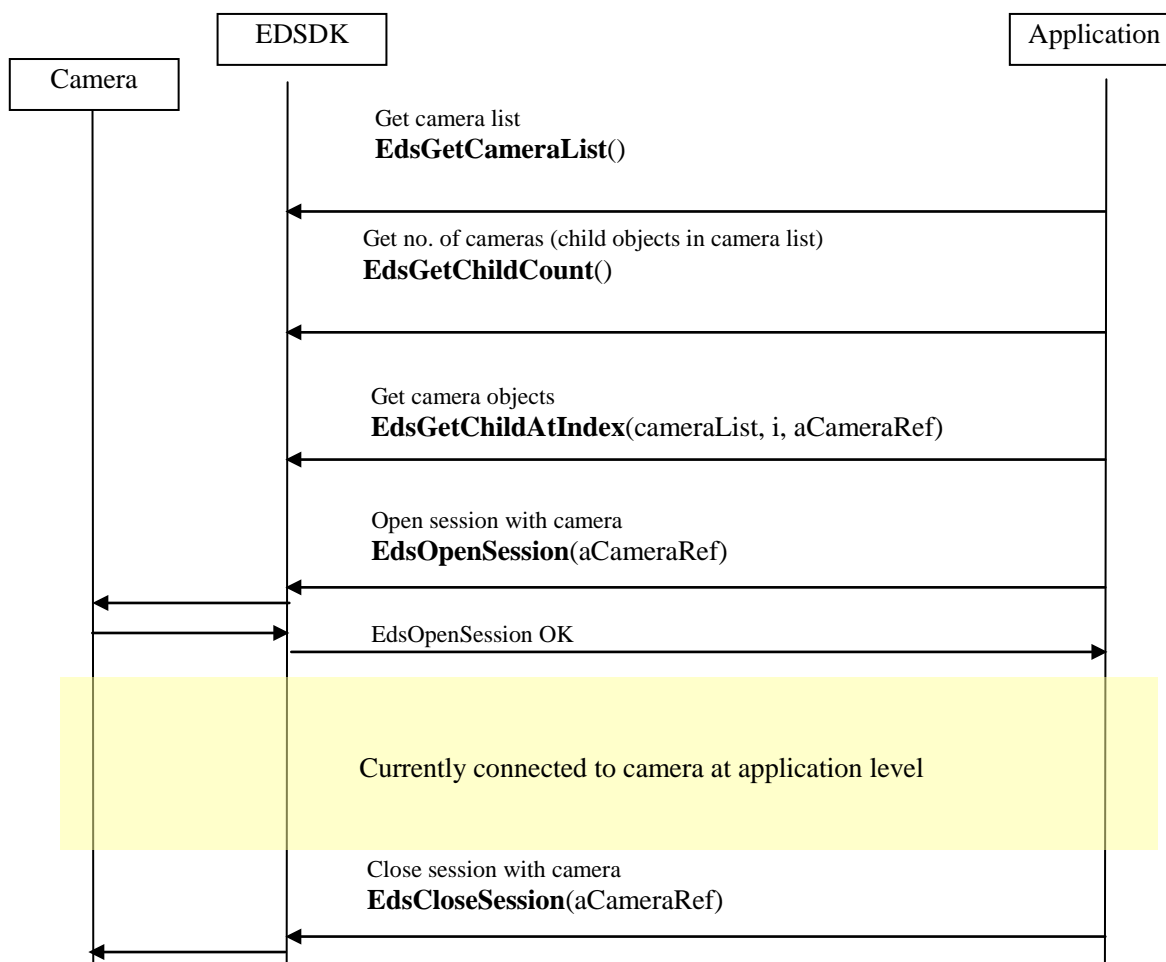 EDSDK
Application
Camera
Get camera list
EdsGetCameraList()
Get no. of cameras (child objects in camera list)
EdsGetChildCount()
Get camera objects
EdsGetChildAtIndex(cameraList, i, aCameraRef)
Open session with camera
EdsOpenSession(aCameraRef)
EdsOpenSession OK
Currently connected to camera at application level
Close session with camera
EdsCloseSession(aCameraRef)